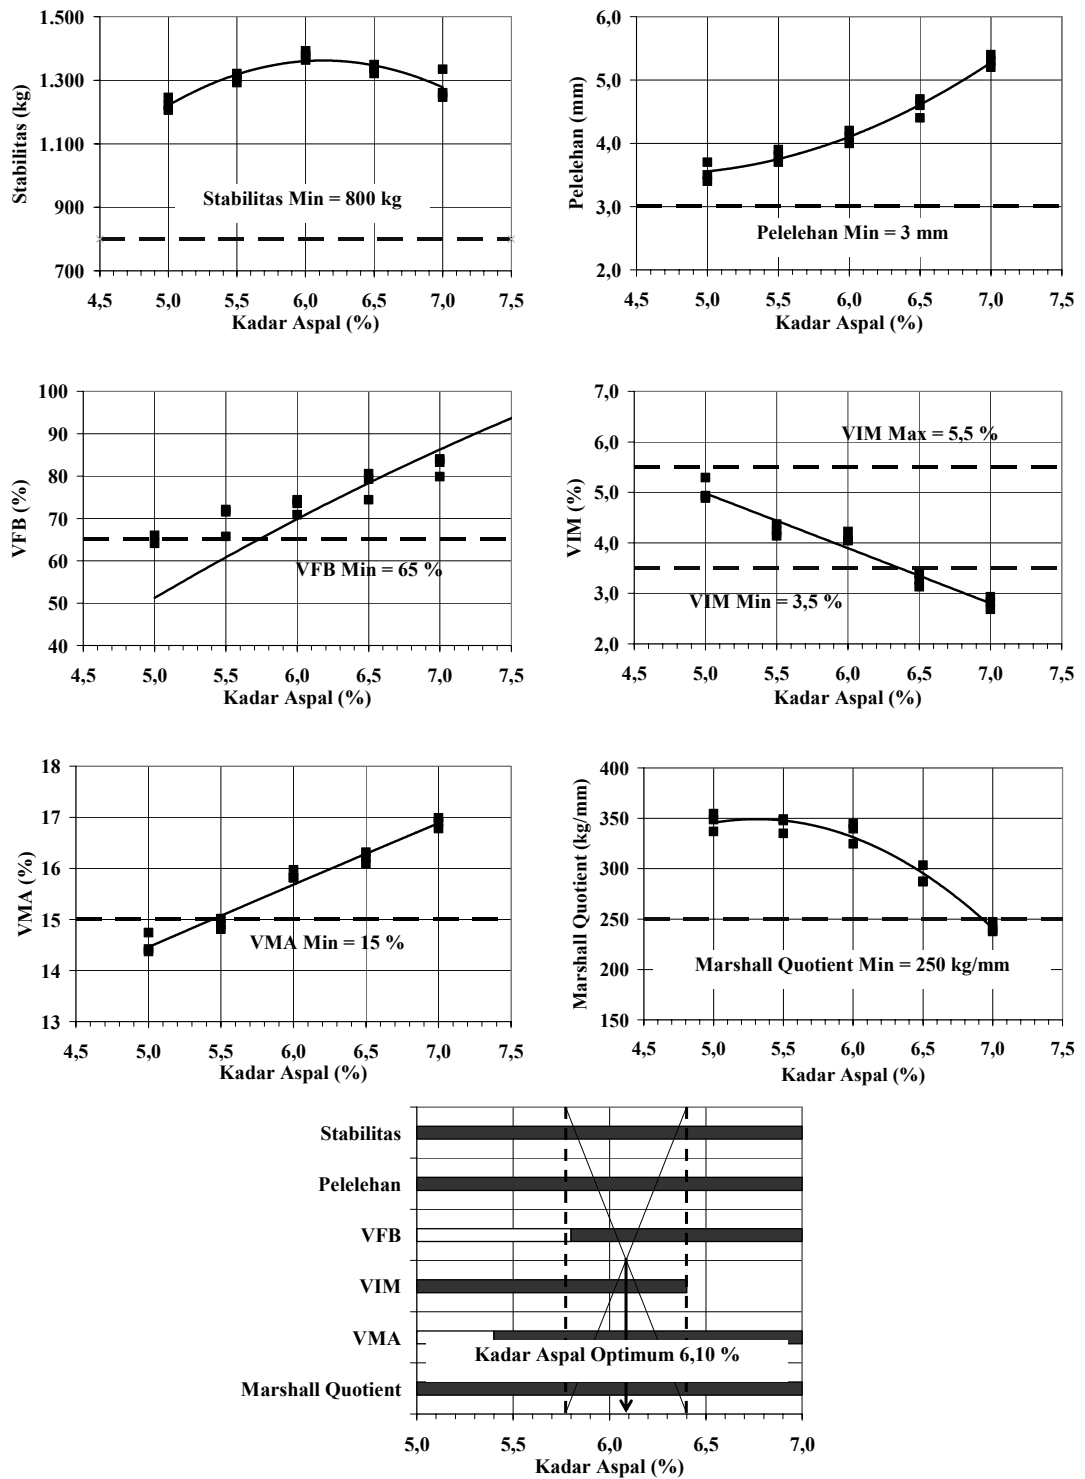 1.500
1.300
1.100
900
700
Stabilitas (kg)
Stabilitas Min = 800 kg
4,5 5,0 5,5 6,0 6,5 7,0 7,5
Kadar Aspal (%)
6,0
5,0
4,0
3,0
2,0
Pelelehan (mm)
Pelelehan Min = 3 mm
4,5 5,0 5,5 6,0 6,5 7,0 7,5
Kadar Aspal (%)
100
90
80
70
60
50
40
VFB (%)
VFB Min = 65 %
4,5 5,0 5,5 6,0 6,5 7,0 7,5
Kadar Aspal (%)
7,0
6,0
5,0
4,0
3,0
2,0
VIM (%)
VIM Max = 5,5 %
VIM Min = 3,5 %
4,5 5,0 5,5 6,0 6,5 7,0 7,5
Kadar Aspal (%)
18
17
16
15
14
13
VMA (%)
VMA Min = 15 %
4,5 5,0 5,5 6,0 6,5 7,0 7,5
Kadar Aspal (%)
400
350
300
250
200
150
Marshall Quotient (kg/mm)
Marshall Quotient Min = 250 kg/mm
4,5 5,0 5,5 6,0 6,5 7,0 7,5
Kadar Aspal (%)
Stabilitas
Pelelehan
VFB
VIM
VMA
Kadar Aspal Optimum 6,10 %
Marshall Quotient
5,0 5,5 6,0 6,5 7,0
Kadar Aspal (%)